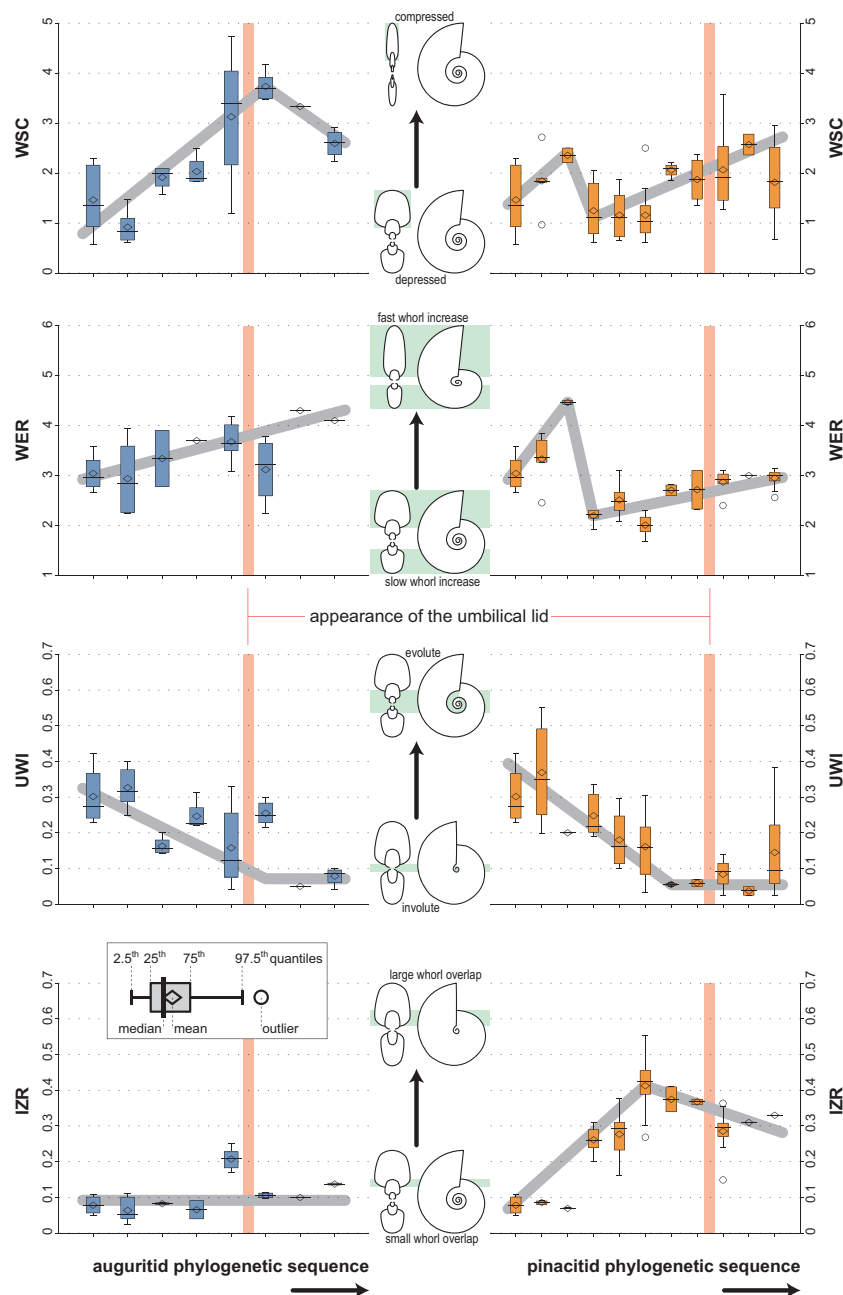 compressed
WSC
0 1 2 3 4 5
depressed
0 1 2 3 4 5
WSC
fast whorl increase
WER
1 2 3 4 5 6
slow whorl increase
1 2 3 4 5 6
WER
appearance of the umbilical lid
evolute
UWI
0 0.1 0.2 0.3 0.4 0.5 0.6 0.7
involute
0 0.1 0.2 0.3 0.4 0.5 0.6 0.7
UWI
2.5th 25th 75th 97.5th quantiles
median mean outlier
large whorl overlap
IZR
0 0.1 0.2 0.3 0.4 0.5 0.6 0.7
small whorl overlap
0 0.1 0.2 0.3 0.4 0.5 0.6 0.7
IZR
auguritid phylogenetic sequence
pinacitid phylogenetic sequence